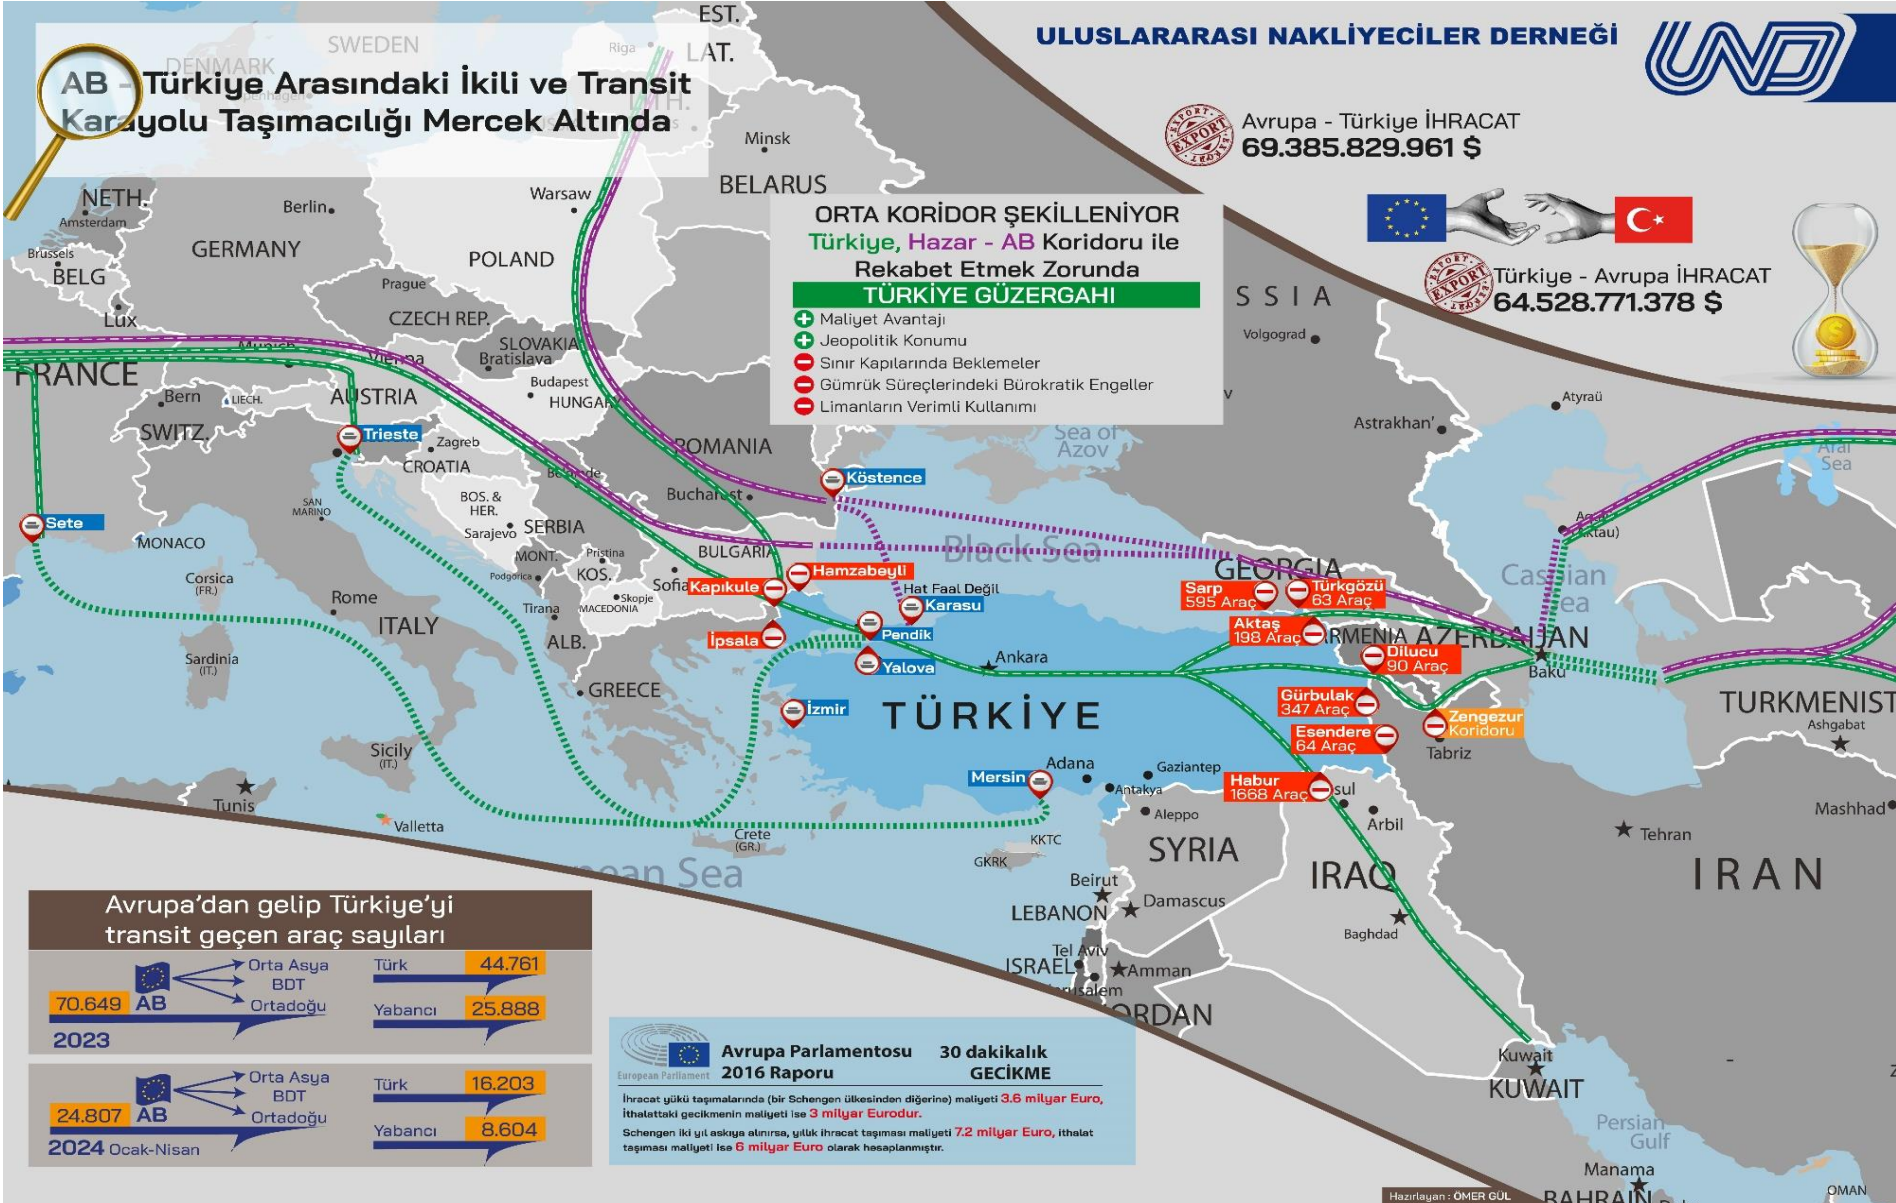 AB - Türkiye Arasındaki İkili ve Transit
Karayolu Taşımacılığı Mercek Altında
ULUSLARARASI NAKLİYECİLER DERNEĞİ
UND
EXPORT
Avrupa - Türkiye İHRACAT
69.385.829.961 $
EXPORT
Türkiye - Avrupa İHRACAT
64.528.771.378 $
ORTA KORİDOR ŞEKİLLENİYOR
Türkiye, Hazar - AB Koridoru ile
Rekabet Etmek Zorunda
TÜRKİYE GÜZERGAHI
Maliyet Avantajı
Jeopolitik Konumu
Sınır Kapılarında Beklemeler
Gümrük Süreçlerindeki Bürokratik Engeller
Limanların Verimli Kullanımı
EST.
SWEDEN
Riga
LAT.
DENMARK
Minsk
BELARUS
NETH.
Amsterdam
Berlin
Warsaw
GERMANY
POLAND
Brussels
BELG
Prague
Lux
CZECH REP.
SLOVAKIA
Bratislava
Munich
Vienna
FRANCE
Budapest
HUNGARY
Bern
LIECH.
AUSTRIA
SWITZ.
Trieste
Zagreb
CROATIA
ROMANIA
Belgrade
Bucharest
Köstence
BOS. &
HER.
SAN
MARINO
Sete
Sarajevo
SERBIA
MONACO
MONT.
Pristina
KOS.
BULGARIA
Sofia
Podgorica
Skopje
MACEDONIA
Corsica
(FR.)
Rome
ITALY
Tirana
ALB.
Sardinia
(IT.)
GREECE
Sicily
(IT.)
Tunis
Valletta
Crete
(GR.)
Kapıkule
Hamzabeyli
İpsala
Hat Faal Değil
Karasu
Pendik
Yalova
İzmir
Ankara
TÜRKİYE
Mersin
Adana
Gaziantep
Antakya
Aleppo
KKTC
GKRK
SYRIA
Beirut
LEBANON
Damascus
Tel Aviv
ISRAEL
Amman
Black Sea
Sea of
Azov
SSIA
Volgograd
Astrakhan'
Atyraü
Aral
Sea
Caspian
Sea
GEORGIA
Sarp
595 Araç
Türkgözü
63 Araç
Aktaş
198 Araç
ARMENIA
AZERBAIJAN
Baku
Dilucu
90 Araç
Gürbulak
347 Araç
Esendere
64 Araç
Zengezur
Koridoru
Tabriz
Habur
1668 Araç
Arbil
IRAQ
Baghdad
TURKMENIST
Ashgabat
Mashhad
Tehran
IRAN
Kuwait
KUWAIT
Persian
Gulf
Manama
BAHRAIN
OMAN
Avrupa'dan gelip Türkiye'yi
transit geçen araç sayıları
70.649 AB
Orta Asya
BDT
Ortadoğu
Türk 44.761
Yabancı 25.888
2023
24.807 AB
Orta Asya
BDT
Ortadoğu
Türk 16.203
Yabancı 8.604
2024 Ocak-Nisan
European Parliament
Avrupa Parlamentosu
2016 Raporu
30 dakikalık
GECİKME
İhracat yükü taşımalarında (bir Schengen ülkesinden diğerine) maliyeti 3.6 milyar Euro,
İthalattaki gecikmenin maliyeti ise 3 milyar Eurodur.
Schengen iki yıl askıya alınırsa, yıllık ihracat taşıması maliyeti 7.2 milyar Euro, ithalat
taşıması maliyeti ise 6 milyar Euro olarak hesaplanmıştır.
Hazırlayan : ÖMER GÜL